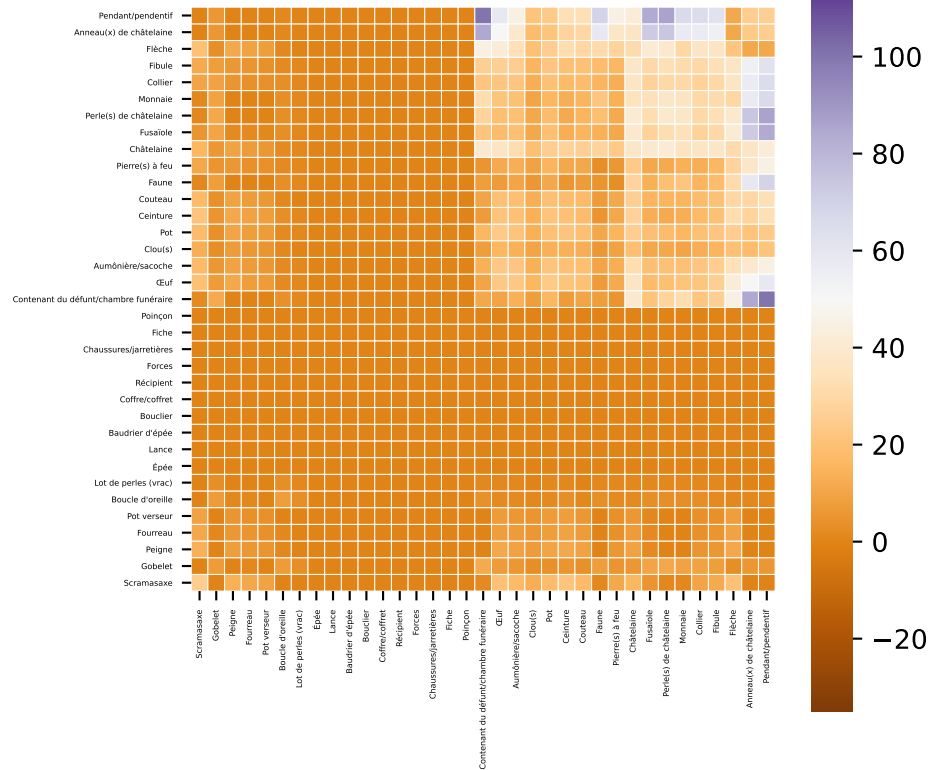 Pendant/pendentif
Anneau(x) de châtelaine
Flèche
Fibule
Collier
Monnaie
Perle(s) de châtelaine
Fusaïole
Châtelaine
Pierre(s) à feu
Faune
Couteau
Ceinture
Pot
Clou(s)
Aumônière/sacoche
Œuf
Contenant du défunt/chambre funéraire
Poinçon
Fiche
Chaussures/jarretières
Forces
Récipient
Coffre/coffret
Bouclier
Baudrier d'épée
Lance
Épée
Lot de perles (vrac)
Boucle d'oreille
Pot verseur
Fourreau
Peigne
Gobelet
Scramasaxe
Scramasaxe
Gobelet
Peigne
Fourreau
Pot verseur
Boucle d'oreille
Lot de perles (vrac)
Épée
Lance
Baudrier d'épée
Bouclier
Coffre/coffret
Récipient
Forces
Chaussures/jarretières
Fiche
Poinçon
Contenant du défunt/chambre funéraire
Œuf
Aumônière/sacoche
Clou(s)
Pot
Ceinture
Couteau
Faune
Pierre(s) à feu
Châtelaine
Fusaïole
Perle(s) de châtelaine
Monnaie
Collier
Fibule
Flèche
Anneau(x) de châtelaine
Pendant/pendentif
100
80
60
40
20
0
−20